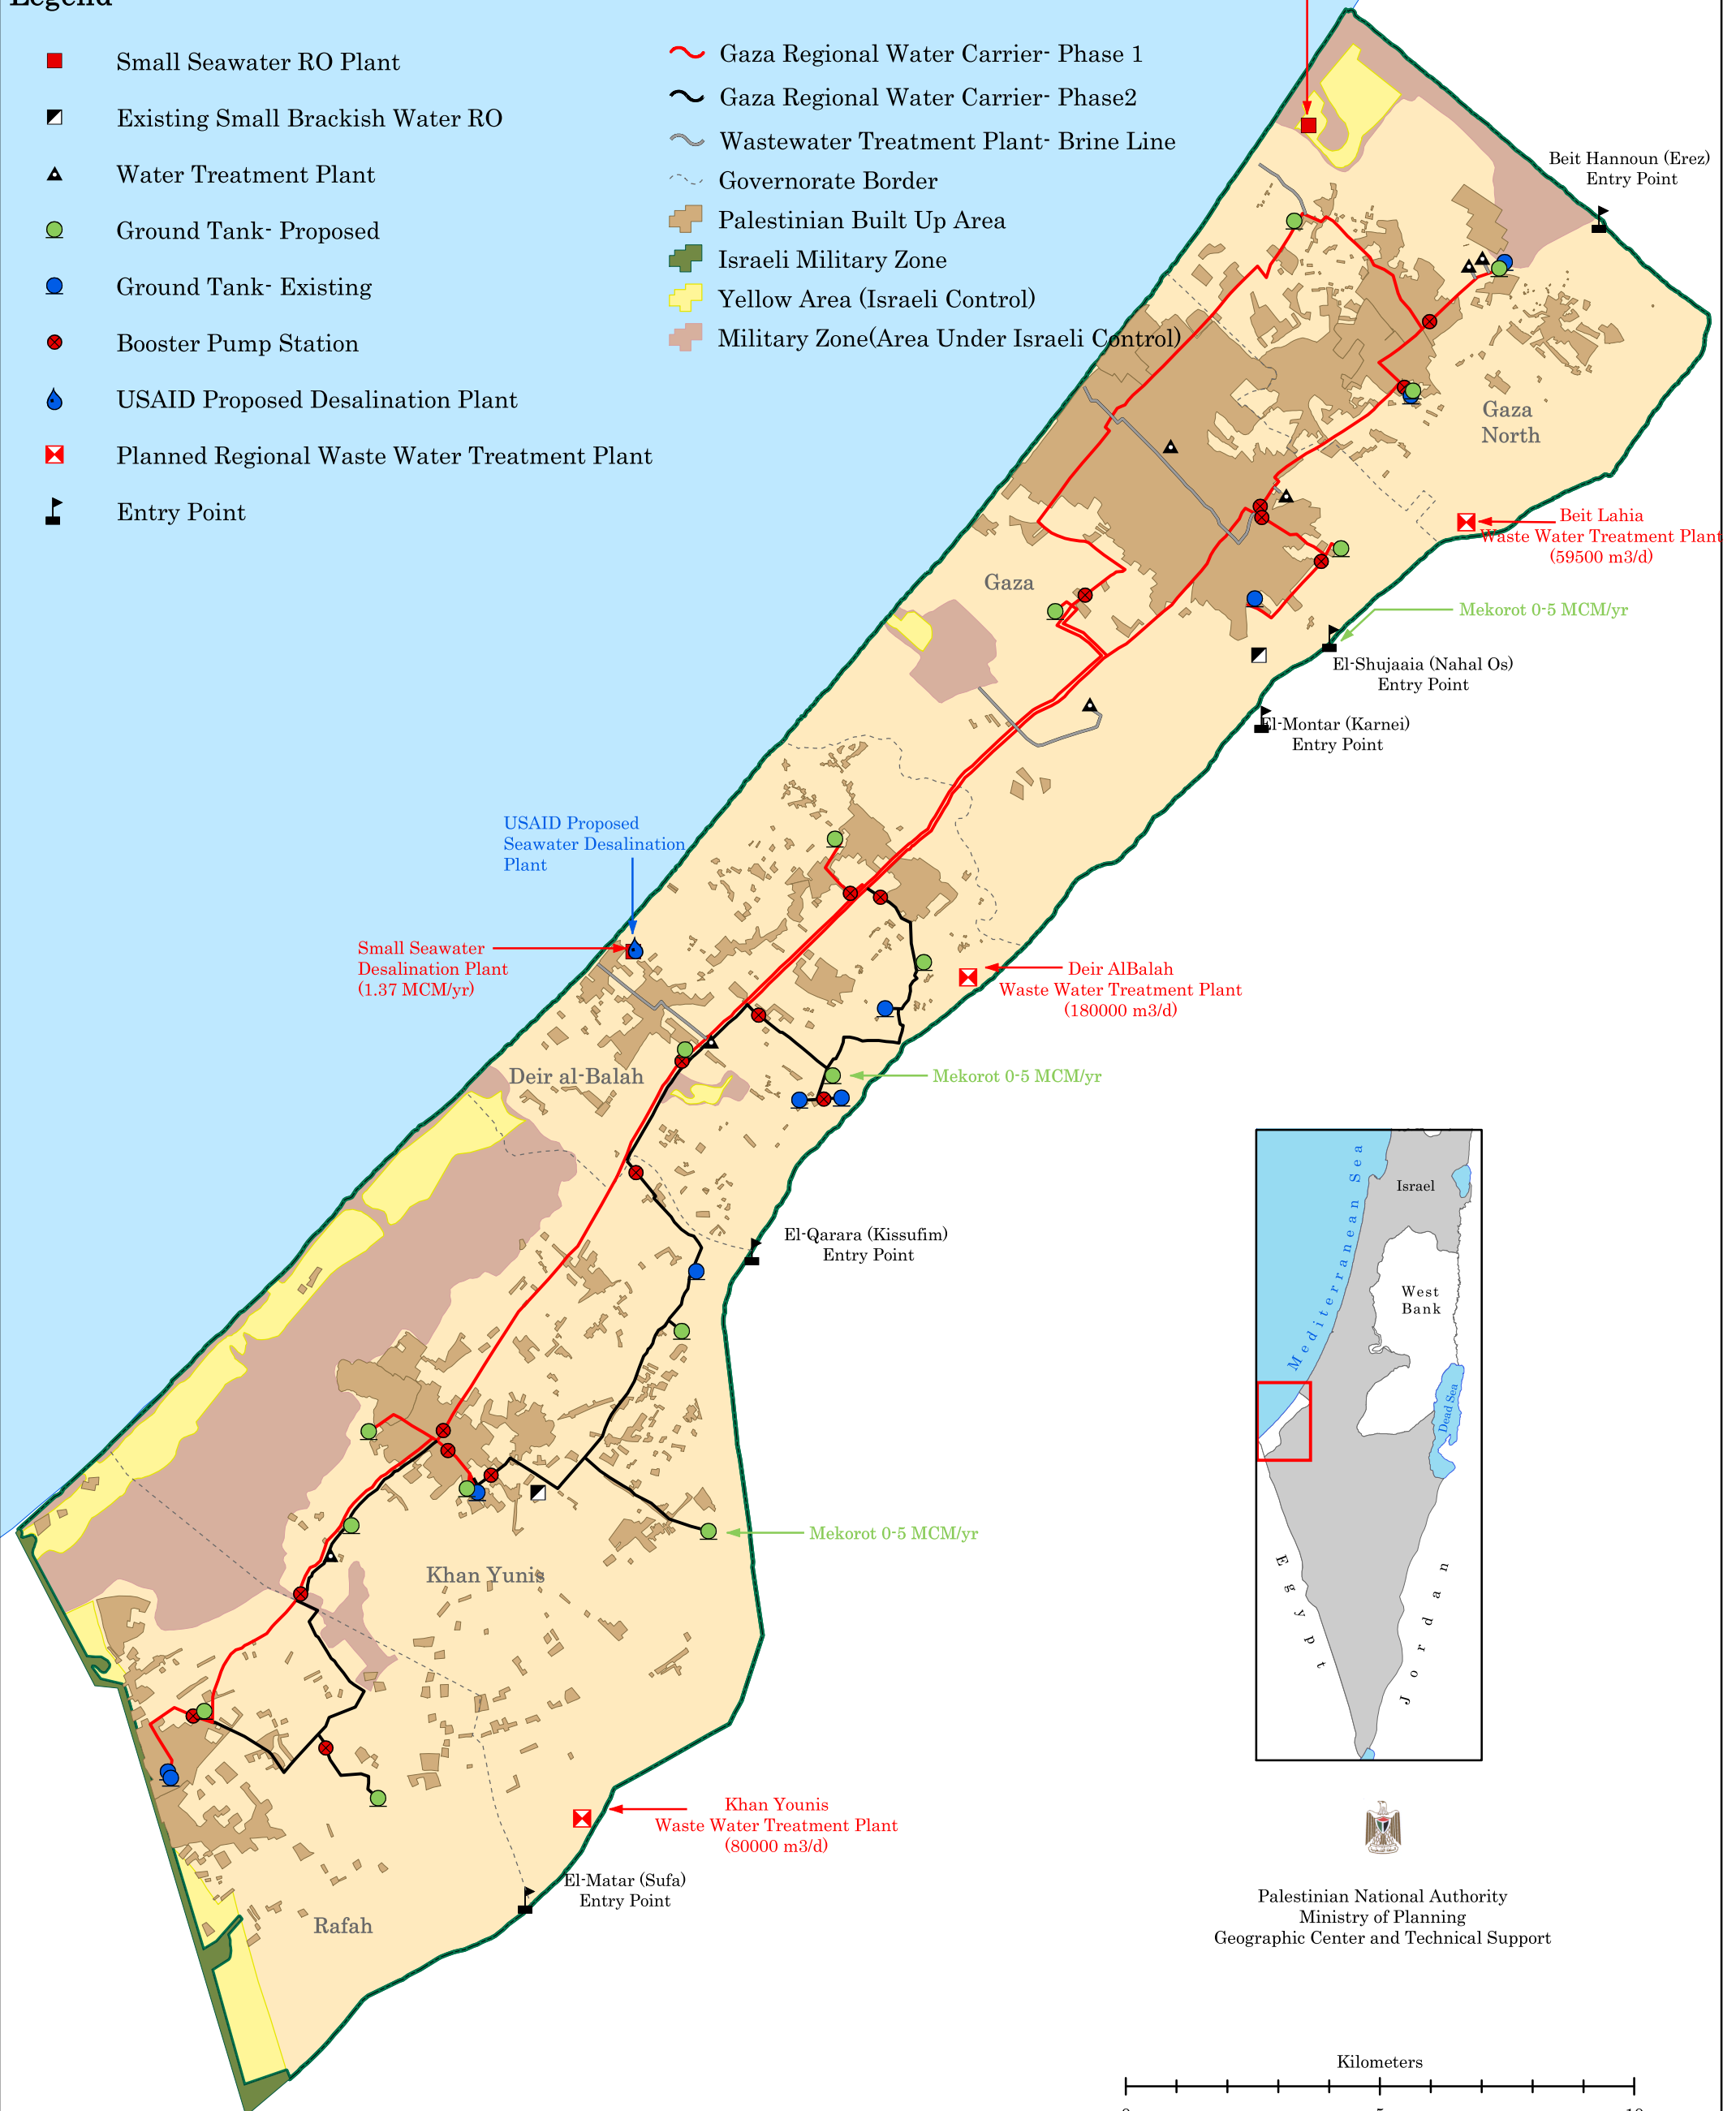 Legend
Small Seawater RO Plant
Existing Small Brackish Water RO
Water Treatment Plant
Ground Tank- Proposed
Ground Tank- Existing
Booster Pump Station
USAID Proposed Desalination Plant
Planned Regional Waste Water Treatment Plant
Entry Point
Gaza Regional Water Carrier- Phase 1
Gaza Regional Water Carrier- Phase2
Wastewater Treatment Plant- Brine Line
Governorate Border
Palestinian Built Up Area
Israeli Military Zone
Yellow Area (Israeli Control)
Military Zone(Area Under Israeli Control)
Beit Hannoun (Erez)
Entry Point
Gaza
North
Beit Lahia
Waste Water Treatment Plant
(59500 m3/d)
Gaza
Mekorot 0-5 MCM/yr
El-Shujaaia (Nahal Os)
Entry Point
El-Montar (Karnei)
Entry Point
USAID Proposed
Seawater Desalination
Plant
Small Seawater
Desalination Plant
(1.37 MCM/yr)
Deir AlBalah
Waste Water Treatment Plant
(180000 m3/d)
Deir al-Balah
Mekorot 0-5 MCM/yr
El-Qarara (Kissufim)
Entry Point
Mekorot 0-5 MCM/yr
Khan Yunis
Khan Younis
Waste Water Treatment Plant
(80000 m3/d)
El-Matar (Sufa)
Entry Point
Rafah
Mediterranean Sea
Israel
West
Bank
Dead Sea
Egypt
Jordan
Palestinian National Authority
Ministry of Planning
Geographic Center and Technical Support
Kilometers
0 5 10